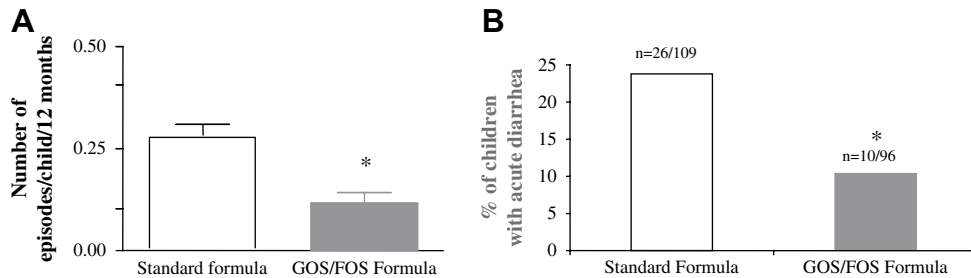 A
Number of
episodes/child/12 months
0.50
0.25
0.00
*
Standard formula
GOS/FOS Formula
B
% of children
with acute diarrhea
25
20
15
10
5
0
n=26/109
*
n=10/96
Standard Formula
GOS/FOS Formula